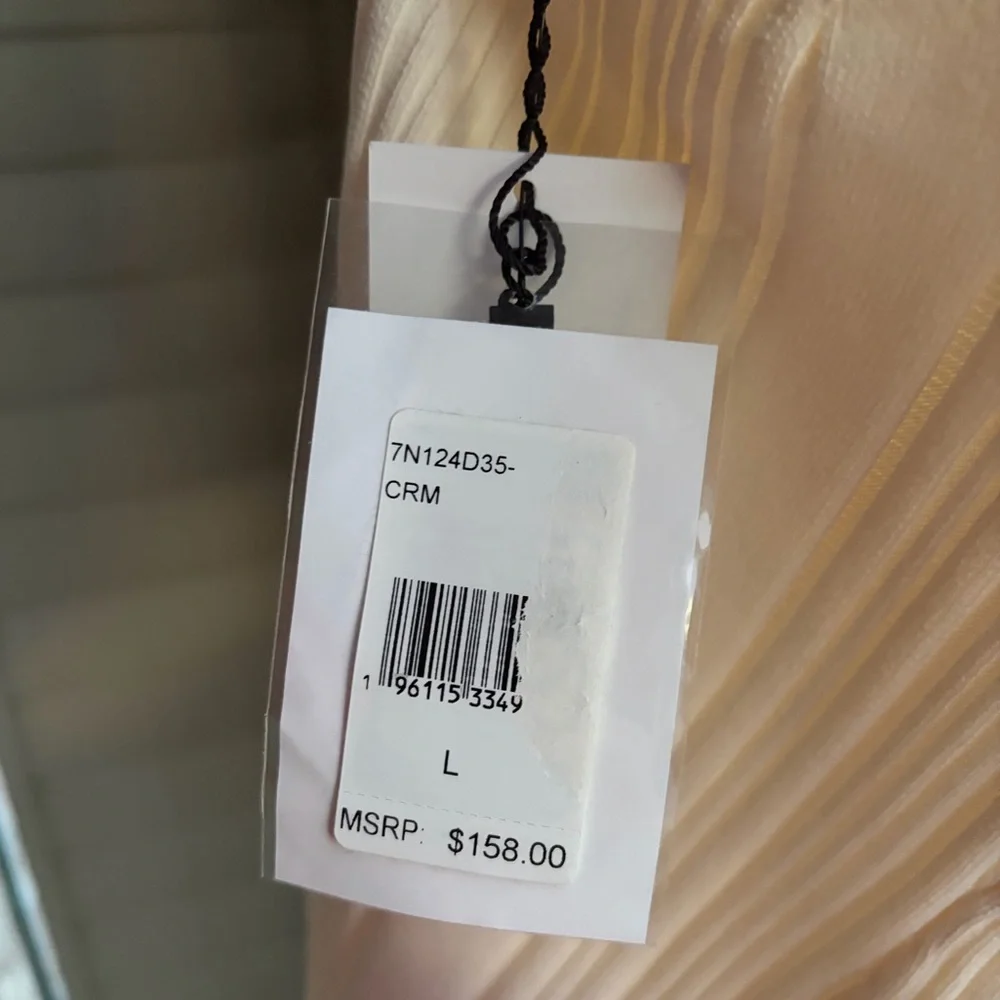 7N124D35-
CRM
1 96115 3349
L
MSRP: $158.00